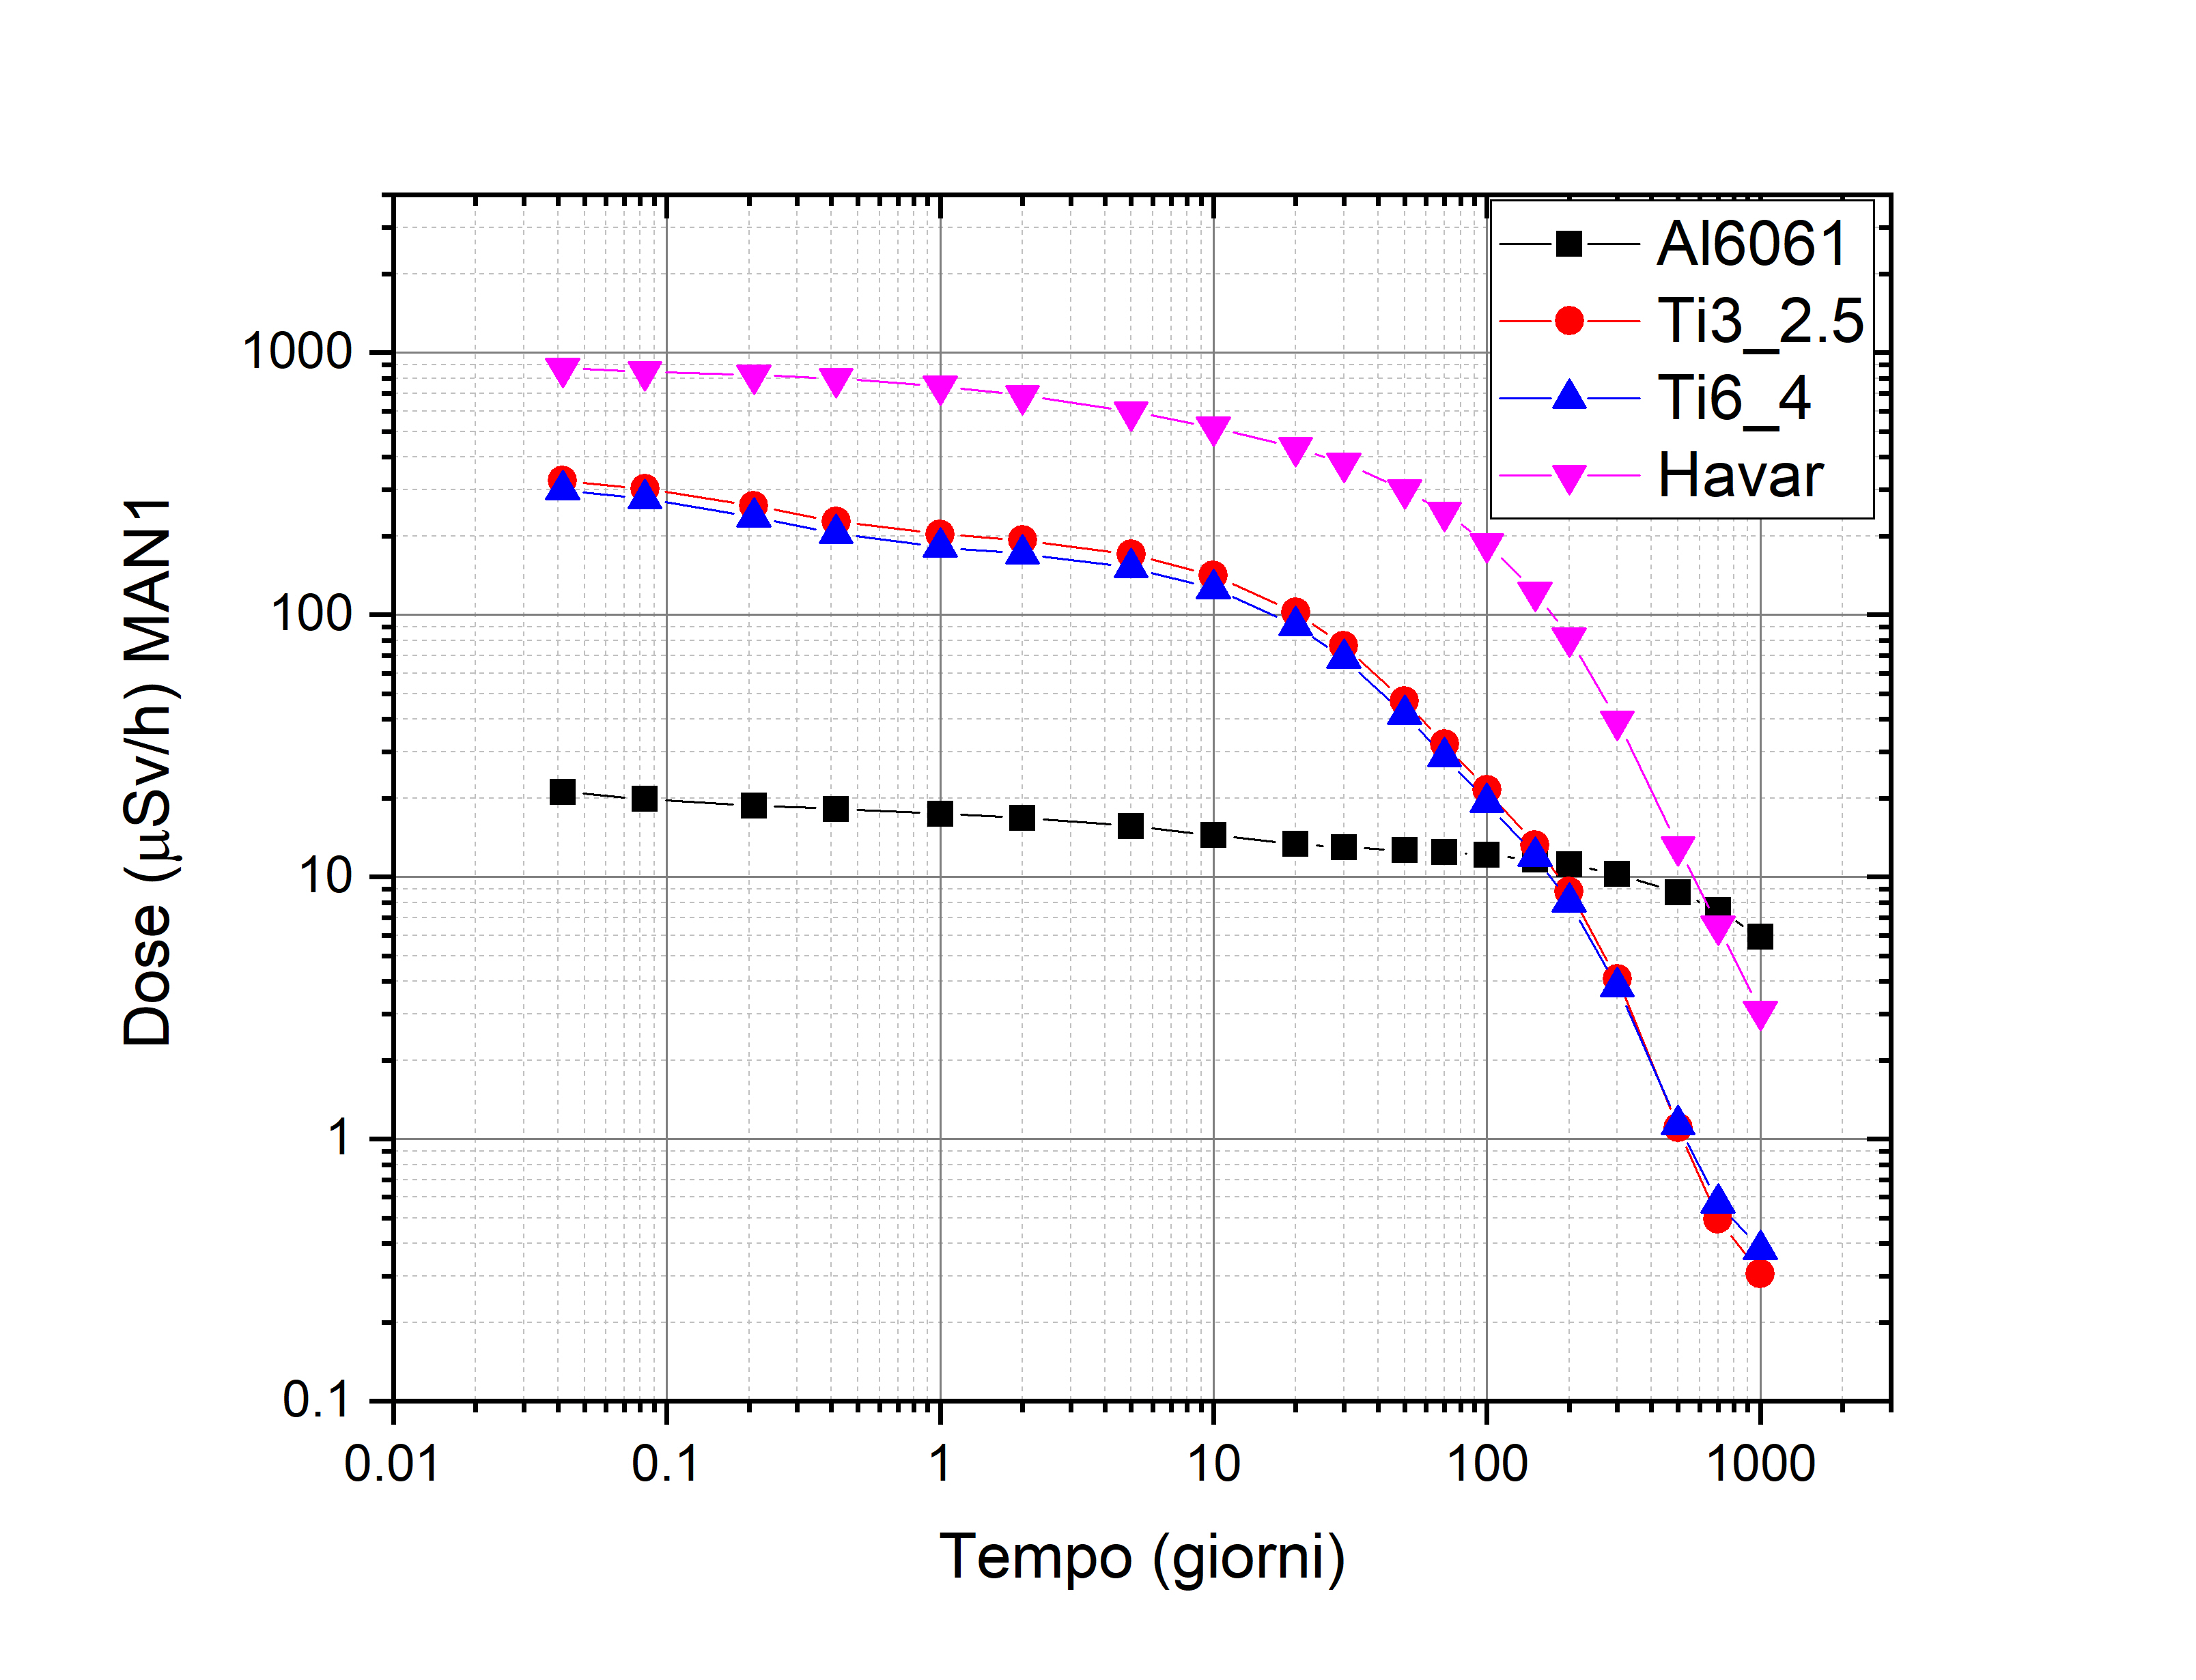 Al6061
Ti3_2.5
Ti6_4
Havar
Dose (μSv/h) MAN1
1000
100
10
1
0.1
0.01
0.1
1
10
100
1000
Tempo (giorni)